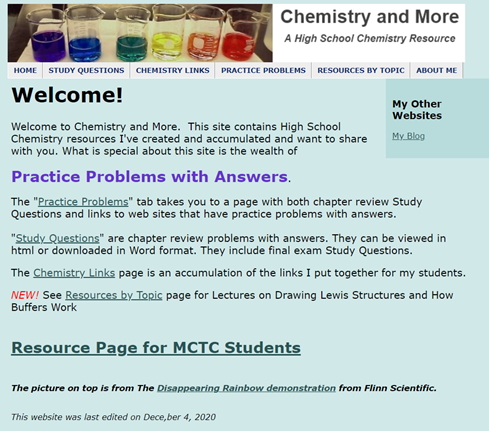 Chemistry and More
A High School Chemistry Resource
HOME STUDY QUESTIONS CHEMISTRY LINKS PRACTICE PROBLEMS RESOURCES BY TOPIC ABOUT ME
Welcome!
Welcome to Chemistry and More. This site contains High School
Chemistry resources I've created and accumulated and want to share
with you. What is special about this site is the wealth of
Practice Problems with Answers.
The "Practice Problems" tab takes you to a page with both chapter review Study
Questions and links to web sites that have practice problems with answers.
"Study Questions" are chapter review problems with answers. They can be viewed in
html or downloaded in Word format. They include final exam Study Questions.
The Chemistry Links page is an accumulation of the links I put together for my students.
NEW! See Resources by Topic page for Lectures on Drawing Lewis Structures and How
Buffers Work
Resource Page for MCTC Students
The picture on top is from The Disappearing Rainbow demonstration from Flinn Scientific.
This website was last edited on Dece,ber 4, 2020
My Other
Websites
My Blog